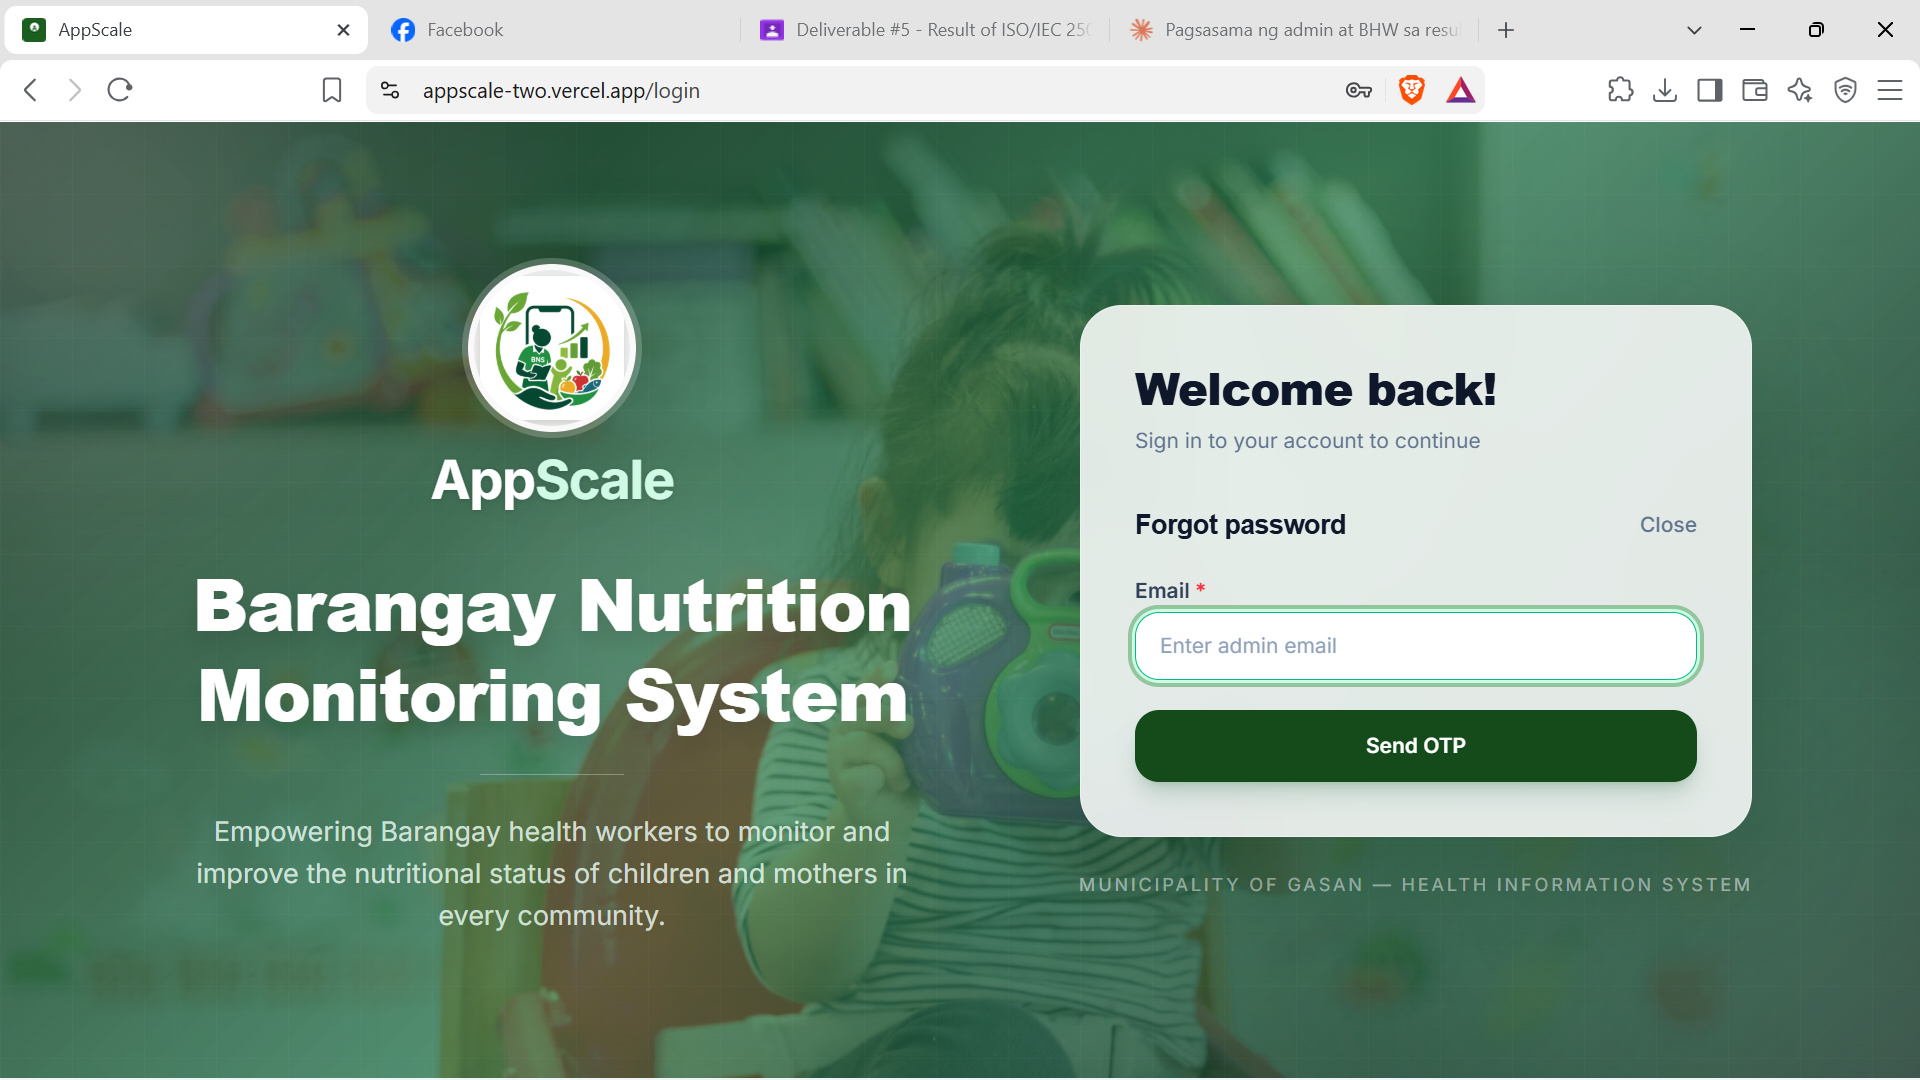 AppScale
Facebook
Deliverable #5 - Result of ISO/IEC 250
Pagsasama ng admin at BHW sa resu
appscale-two.vercel.app/login
BNS
AppScale
Barangay Nutrition
Monitoring System
Empowering Barangay health workers to monitor and
improve the nutritional status of children and mothers in
every community.
Welcome back!
Sign in to your account to continue
Forgot password
Close
Email *
Enter admin email
Send OTP
MUNICIPALITY OF GASAN — HEALTH INFORMATION SYSTEM